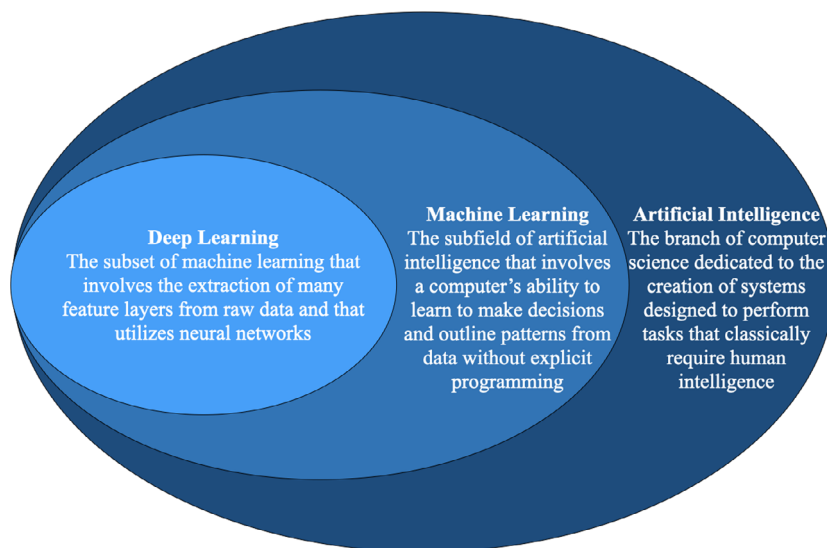 Deep Learning
The subset of machine learning that
involves the extraction of many
feature layers from raw data and that
utilizes neural networks
Machine Learning
The subfield of artificial
intelligence that involves
a computer’s ability to
learn to make decisions
and outline patterns from
data without explicit
programming
Artificial Intelligence
The branch of computer
science dedicated to the
creation of systems
designed to perform
tasks that classically
require human
intelligence